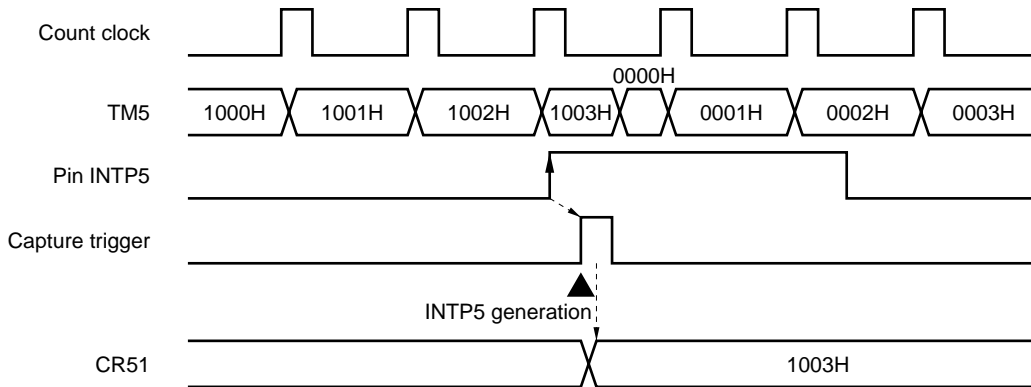 Count clock
0000H
TM5
1000H 1001H 1002H 1003H 0001H 0002H 0003H
Pin INTP5
Capture trigger
INTP5 generation
CR51
1003H